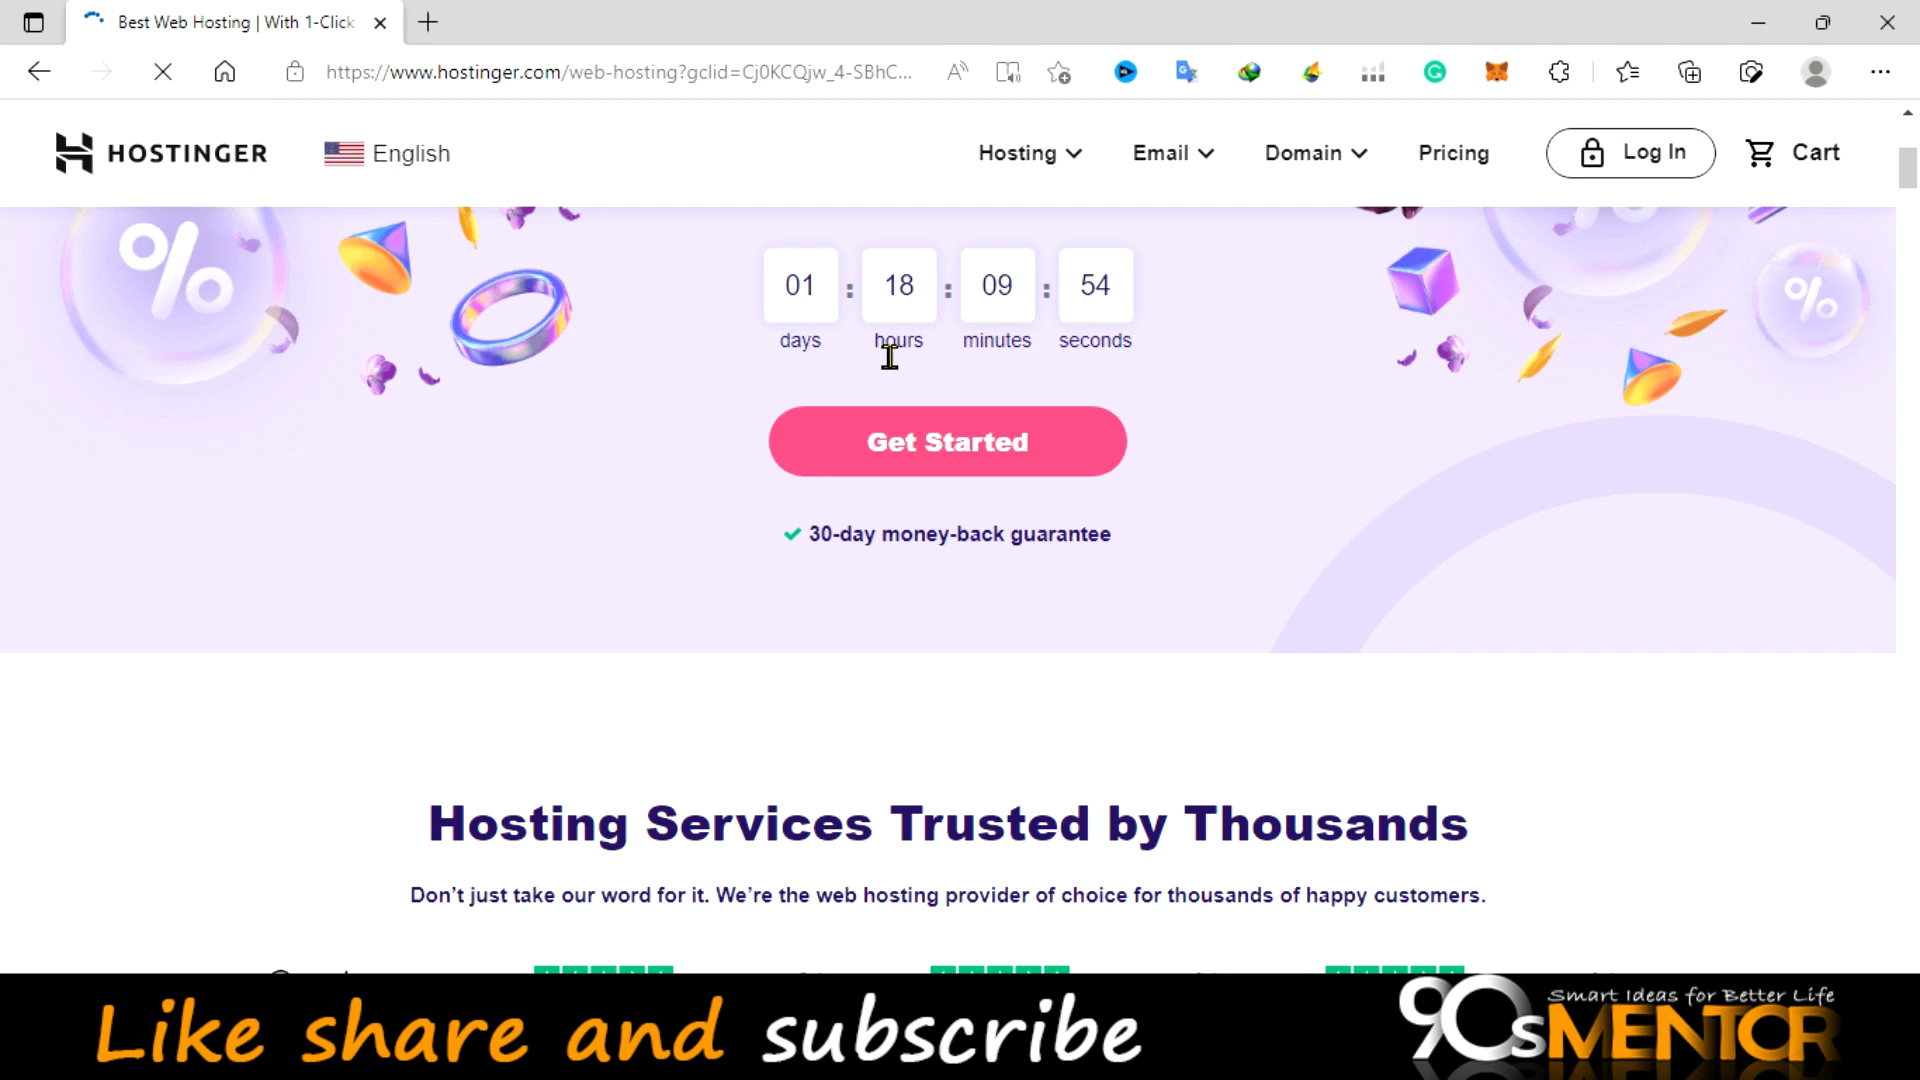 Best Web Hosting | With 1-Click
https://www.hostinger.com/web-hosting?gclid=Cj0KCQjw_4-SBhC...
HOSTINGER
English
Hosting
Email
Domain
Pricing
Log In
Cart
% %
01 : 18 : 09 : 54
days hours minutes seconds
Get Started
30-day money-back guarantee
Hosting Services Trusted by Thousands
Don’t just take our word for it. We’re the web hosting provider of choice for thousands of happy customers.
Like share and subscribe
Smart Ideas for Better Life
90sMENTOR